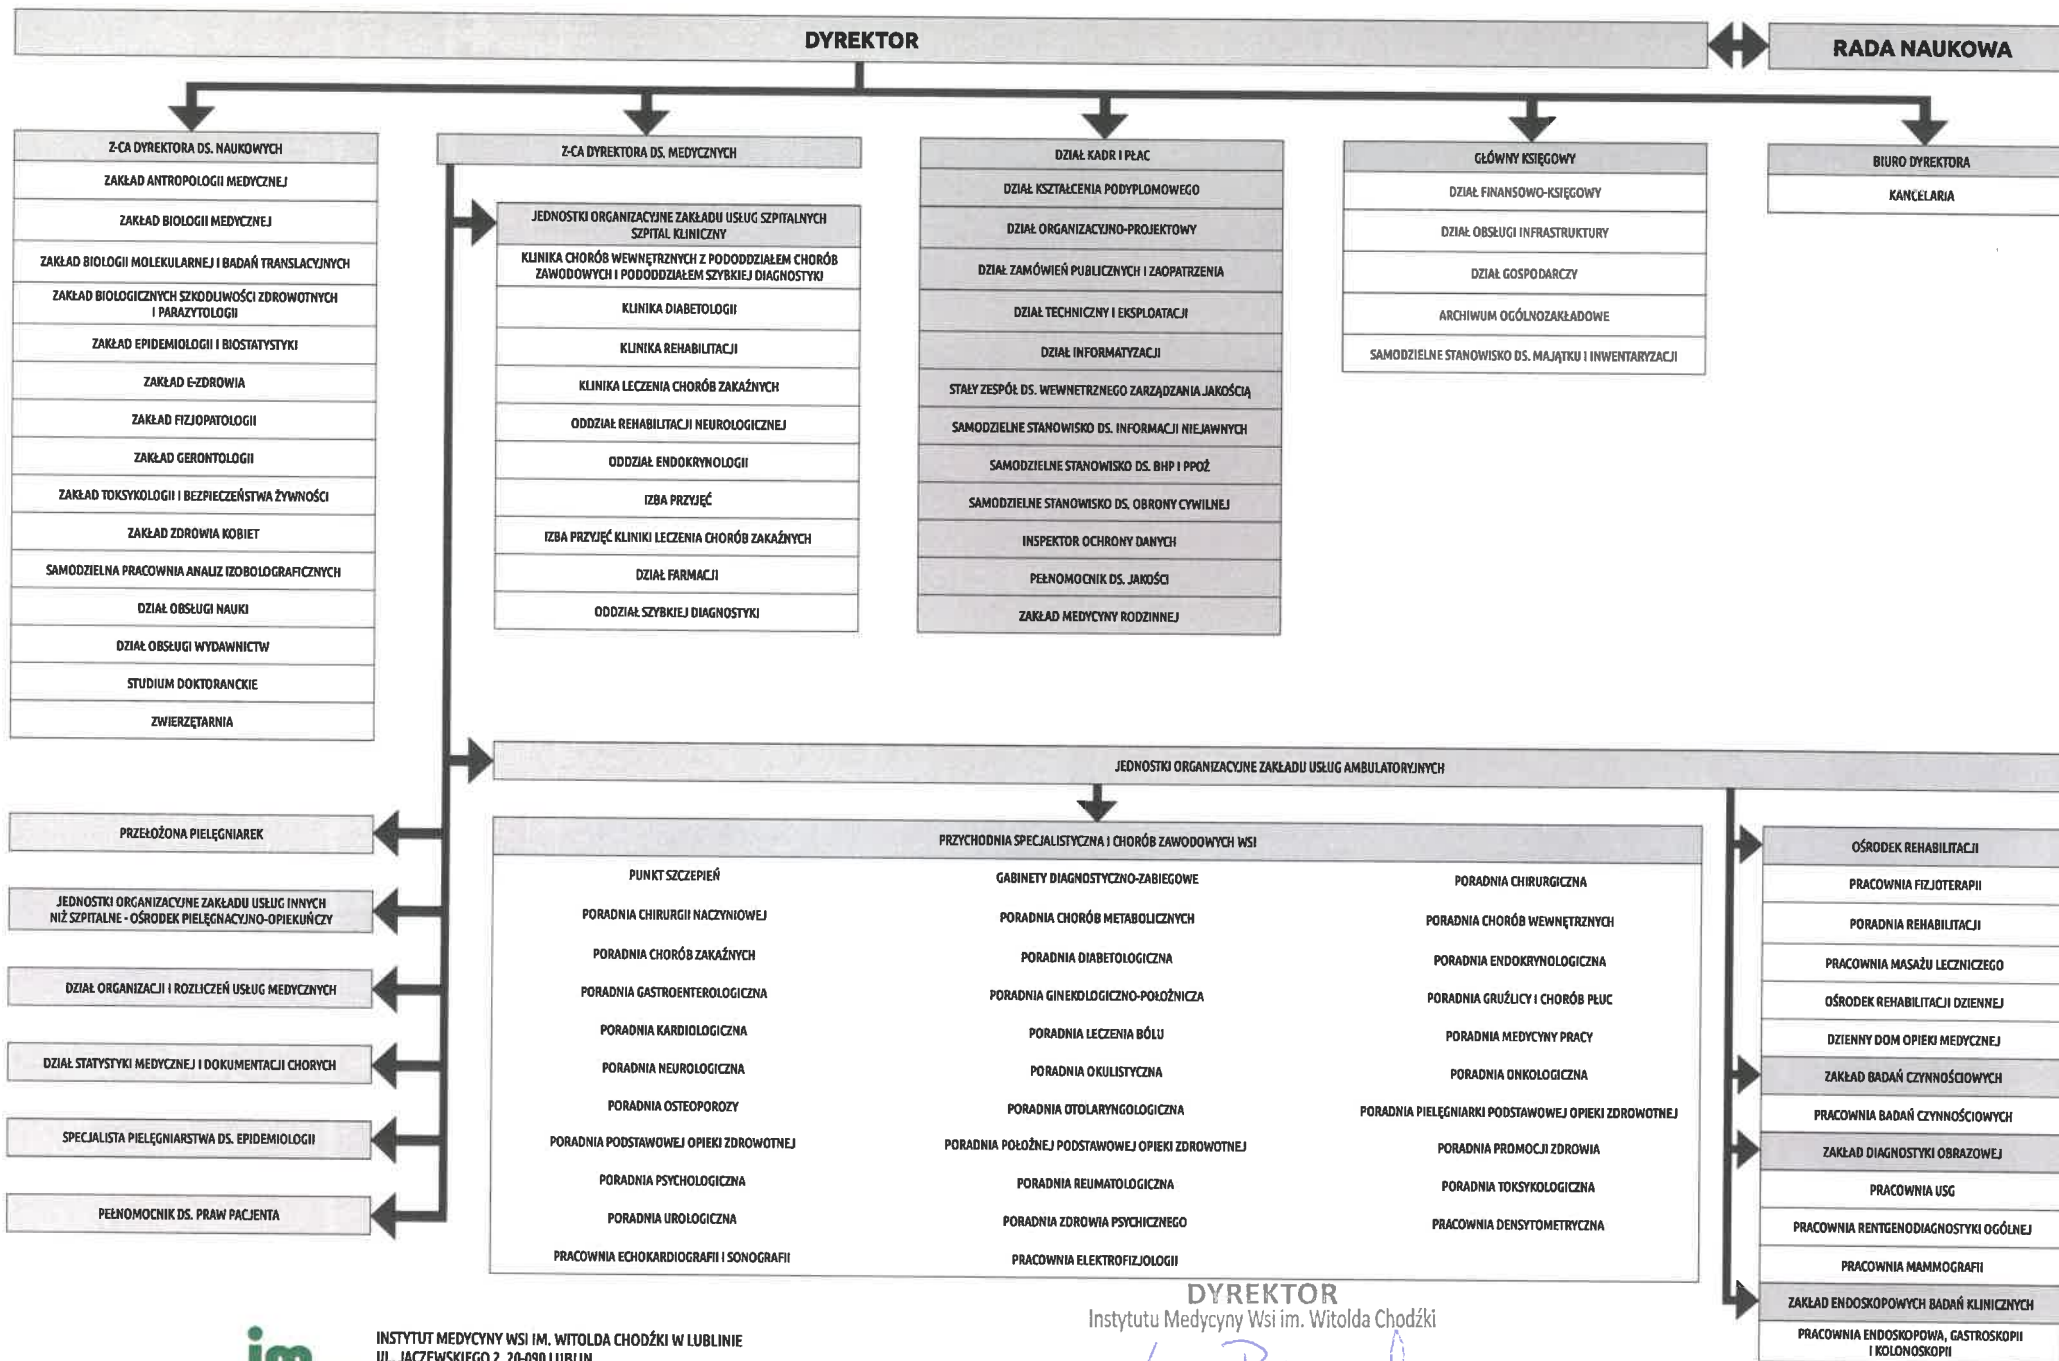 DYREKTOR
RADA NAUKOWA
Z-CA DYREKTORA DS. NAUKOWYCH
ZAKŁAD ANTROPOLOGII MEDYCZNEJ
ZAKŁAD BIOLOGII MEDYCZNEJ
ZAKŁAD BIOLOGII MOLEKULARNEJ I BADAŃ TRANSLACYJNYCH
ZAKŁAD BIOLOGICZNYCH SZKODLIWOŚCI ZDROWOTNYCH
I PARAZYTOLOGII
ZAKŁAD EPIDEMIOLOGII I BIOSTATYSTYKI
ZAKŁAD E-ZDROWIA
ZAKŁAD FIZJOPATOLOGII
ZAKŁAD GERONTOLOGII
ZAKŁAD TOKSYKOLOGII I BEZPIECZEŃSTWA ŻYWNOŚCI
ZAKŁAD ZDROWIA KOBIET
SAMODZIELNA PRACOWNIA ANALIZ IZOBOLOGRAFICZNYCH
DZIAŁ OBSŁUGI NAUKI
DZIAŁ OBSŁUGI WYDAWNICTW
STUDIUM DOKTORANCKIE
ZWIERZĘTARNIA
Z-CA DYREKTORA DS. MEDYCZNYCH
JEDNOSTKI ORGANIZACYJNE ZAKŁADU USŁUG SZPITALNYCH
SZPITAL KLINICZNY
KLINIKA CHORÓB WEWNĘTRZNYCH Z PODODDZIAŁEM CHORÓB
ZAWODOWYCH I PODODDZIAŁEM SZYBKIEJ DIAGNOSTYKI
KLINIKA DIABETOLOGII
KLINIKA REHABILITACJI
KLINIKA LECZENIA CHORÓB ZAKAŹNYCH
ODDZIAŁ REHABILITACJI NEUROLOGICZNEJ
ODDZIAŁ ENDOKRYNOLOGII
IZBA PRZYJĘĆ
IZBA PRZYJĘĆ KLINIKI LECZENIA CHORÓB ZAKAŹNYCH
DZIAŁ FARMACJI
ODDZIAŁ SZYBKIEJ DIAGNOSTYKI
DZIAŁ KADR I PŁAC
DZIAŁ KSZTAŁCENIA PODYPLOMOWEGO
DZIAŁ ORGANIZACYJNO-PROJEKTOWY
DZIAŁ ZAMÓWIEŃ PUBLICZNYCH I ZAOPATRZENIA
DZIAŁ TECHNICZNY I EKSPLOATACJI
DZIAŁ INFORMATYZACJI
STAŁY ZESPÓŁ DS. WEWNETRZNEGO ZARZĄDZANIA JAKOŚCIĄ
SAMODZIELNE STANOWISKO DS. INFORMACJI NIEJAWNYCH
SAMODZIELNE STANOWISKO DS. BHP I PPOŻ
SAMODZIELNE STANOWISKO DS. OBRONY CYWILNEJ
INSPEKTOR OCHRONY DANYCH
PEŁNOMOCNIK DS. JAKOŚCI
ZAKŁAD MEDYCYNY RODZINNEJ
GŁÓWNY KSIĘGOWY
DZIAŁ FINANSOWO-KSIĘGOWY
DZIAŁ OBSŁUGI INFRASTRUKTURY
DZIAŁ GOSPODARCZY
ARCHIWUM OGÓLNOZAKŁADOWE
SAMODZIELNE STANOWISKO DS. MAJĄTKU I INWENTARYZACJI
BIURO DYREKTORA
KANCELARIA
PRZEŁOŻONA PIELĘGNIAREK
JEDNOSTKI ORGANIZACYJNE ZAKŁADU USŁUG INNYCH
NIŻ SZPITALNE - OŚRODEK PIELĘGNACYJNO-OPIEKUŃCZY
DZIAŁ ORGANIZACJI I ROZLICZEŃ USŁUG MEDYCZNYCH
DZIAŁ STATYSTYKI MEDYCZNEJ I DOKUMENTACJI CHORYCH
SPECJALISTA PIELĘGNIARSTWA DS. EPIDEMIOLOGII
PEŁNOMOCNIK DS. PRAW PACJENTA
JEDNOSTKI ORGANIZACYJNE ZAKŁADU USŁUG AMBULATORYJNYCH
PRZYCHODNIA SPECJALISTYCZNA I CHORÓB ZAWODOWYCH WSI
PUNKT SZCZEPIEŃ
GABINETY DIAGNOSTYCZNO-ZABIEGOWE
PORADNIA CHIRURGICZNA
PORADNIA CHIRURGII NACZYNIOWEJ
PORADNIA CHORÓB METABOLICZNYCH
PORADNIA CHORÓB WEWNĘTRZNYCH
PORADNIA CHORÓB ZAKAŹNYCH
PORADNIA DIABETOLOGICZNA
PORADNIA ENDOKRYNOLOGICZNA
PORADNIA GASTROENTEROLOGICZNA
PORADNIA GINEKOLOGICZNO-POŁOŻNICZA
PORADNIA GRUŹLICY I CHORÓB PŁUC
PORADNIA KARDIOLOGICZNA
PORADNIA LECZENIA BÓLU
PORADNIA MEDYCYNY PRACY
PORADNIA NEUROLOGICZNA
PORADNIA OKULISTYCZNA
PORADNIA ONKOLOGICZNA
PORADNIA OSTEOPOROZY
PORADNIA OTOLARYNGOLOGICZNA
PORADNIA PIELĘGNIARKI PODSTAWOWEJ OPIEKI ZDROWOTNEJ
PORADNIA PODSTAWOWEJ OPIEKI ZDROWOTNEJ
PORADNIA POŁOŻNEJ PODSTAWOWEJ OPIEKI ZDROWOTNEJ
PORADNIA PROMOCJI ZDROWIA
PORADNIA PSYCHOLOGICZNA
PORADNIA REUMATOLOGICZNA
PORADNIA TOKSYKOLOGICZNA
PORADNIA UROLOGICZNA
PORADNIA ZDROWIA PSYCHICZNEGO
PRACOWNIA DENSYTOMETRYCZNA
PRACOWNIA ECHOKARDIOGRAFII I SONOGRAFII
PRACOWNIA ELEKTROFIZJOLOGII
OŚRODEK REHABILITACJI
PRACOWNIA FIZJOTERAPII
PORADNIA REHABILITACJI
PRACOWNIA MASAŻU LECZNICZEGO
OŚRODEK REHABILITACJI DZIENNEJ
DZIENNY DOM OPIEKI MEDYCZNEJ
ZAKŁAD BADAŃ CZYNNOŚCIOWYCH
PRACOWNIA BADAŃ CZYNNOŚCIOWYCH
ZAKŁAD DIAGNOSTYKI OBRAZOWEJ
PRACOWNIA USG
PRACOWNIA RENTGENODIAGNOSTYKI OGÓLNEJ
PRACOWNIA MAMMOGRAFII
ZAKŁAD ENDOSKOPOWYCH BADAŃ KLINICZNYCH
PRACOWNIA ENDOSKOPOWA, GASTROSKOPII
I KOLONOSKOPII
im
INSTYTUT MEDYCYNY WSI IM. WITOLDA CHODŹKI W LUBLINIE
UL. JACZEWSKIEGO 2, 20-090 LUBLIN
DYREKTOR
Instytutu Medycyny Wsi im. Witolda Chodźki